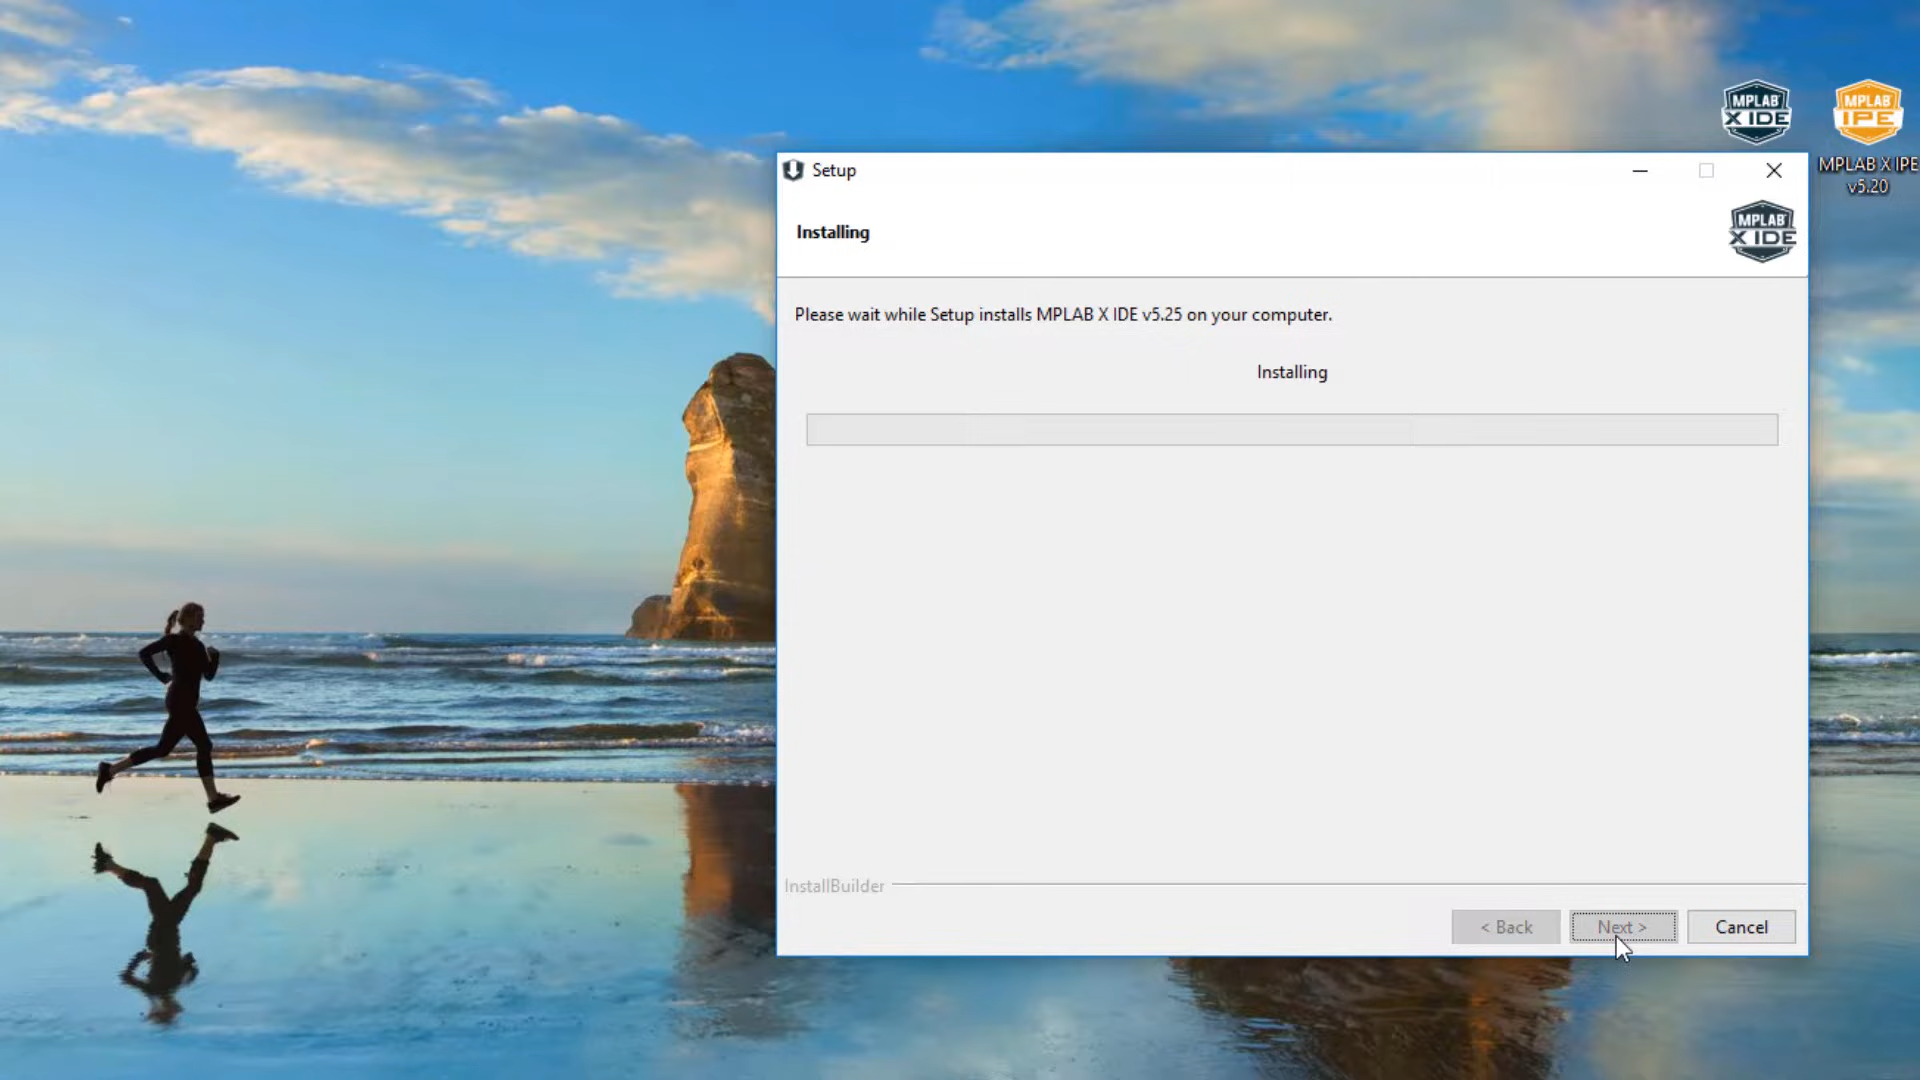 MPLAB
X IDE
MPLAB
IPE
MPLAB X IPE
v5.20
Setup
Installing
MPLAB
X IDE
Please wait while Setup installs MPLAB X IDE v5.25 on your computer.
Installing
InstallBuilder
< Back
Next >
Cancel